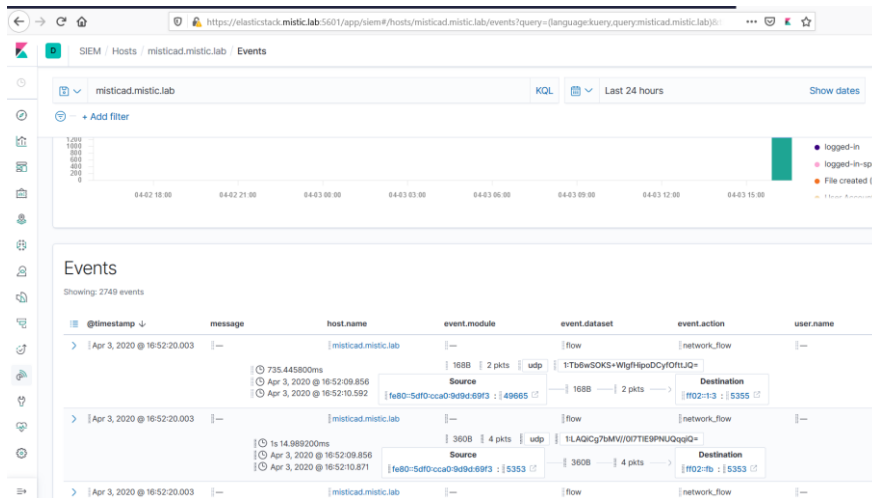 https://elasticstack.mistic.lab:5601/app/siem#/hosts/misticad.mistic.lab/events?query=(language:kuery,query:misticad.mistic.lab)&
D SIEM / Hosts / misticad.mistic.lab / Events
misticad.mistic.lab KQL Last 24 hours Show dates
+ Add filter
1200
1000
800
600
400
200
0
04-02 18:00 04-02 21:00 04-03 00:00 04-03 03:00 04-03 06:00 04-03 09:00 04-03 12:00 04-03 15:00
logged-in
logged-in-sp
File created (
User Accoun
Events
Showing: 2749 events
@timestamp ↓ message host.name event.module event.dataset event.action user.name
Apr 3, 2020 @ 16:52:20.003 — misticad.mistic.lab — flow network_flow —
735.445800ms 168B 2 pkts udp 1:Tb6wSOKS+WIgfHipoDCyfOfttJQ=
Apr 3, 2020 @ 16:52:09.856 Source 168B 2 pkts Destination
Apr 3, 2020 @ 16:52:10.592 fe80::5df0:cca0:9d9d:69f3 : 49665 ff02::1:3 : 5355
Apr 3, 2020 @ 16:52:20.003 — misticad.mistic.lab — flow network_flow —
1s 14.989200ms 360B 4 pkts udp 1:LAQiCg7bMV//0I7TIE9PNUQqqiQ=
Apr 3, 2020 @ 16:52:09.856 Source 360B 4 pkts Destination
Apr 3, 2020 @ 16:52:10.871 fe80::5df0:cca0:9d9d:69f3 : 5353 ff02::fb : 5353
Apr 3, 2020 @ 16:52:20.003 — misticad.mistic.lab — flow network_flow —